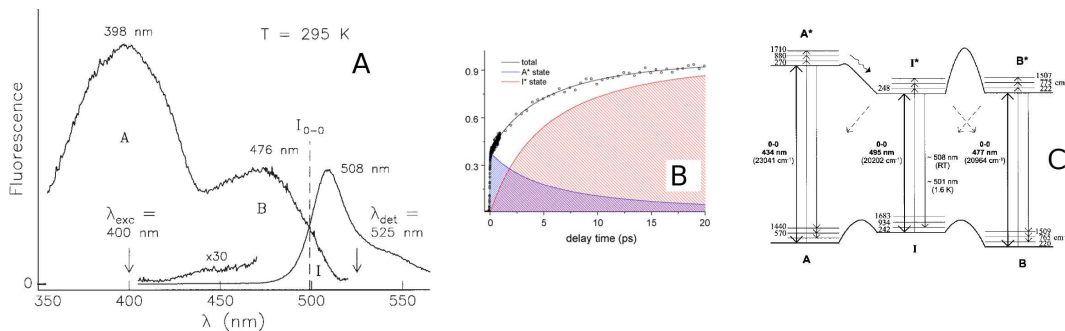 398 nm
T = 295 K
A
Fluorescence
A
I0-0
476 nm
508 nm
B
λexc =
400 nm
λdet =
525 nm
x30
I
0
350
400
450
500
550
λ (nm)
total
A* state
I* state
0.9
0.6
0.3
B
0
5
10
15
20
delay time (ps)
A*
1710
880
270
I*
248
B*
1507
775 cm
222
0-0
434 nm
(23041 cm⁻¹)
0-0
495 nm
(20202 cm⁻¹)
~ 508 nm
(RT)
~ 501 nm
(1.6 K)
0-0
477 nm
(20964 cm⁻¹)
C
1440
570
1683
934
242
1509
765 cm
220
A
I
B